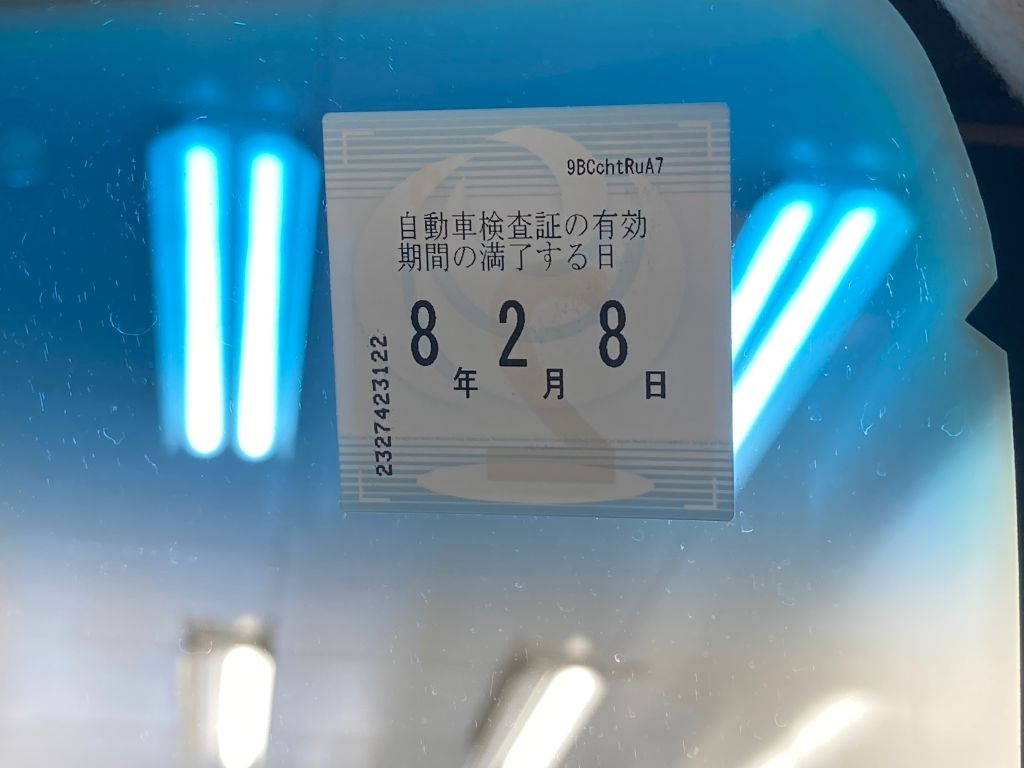 9BCchtRuA7
自動車検査証の有効
期間の満了する日
8年 2月 8日
2327423122